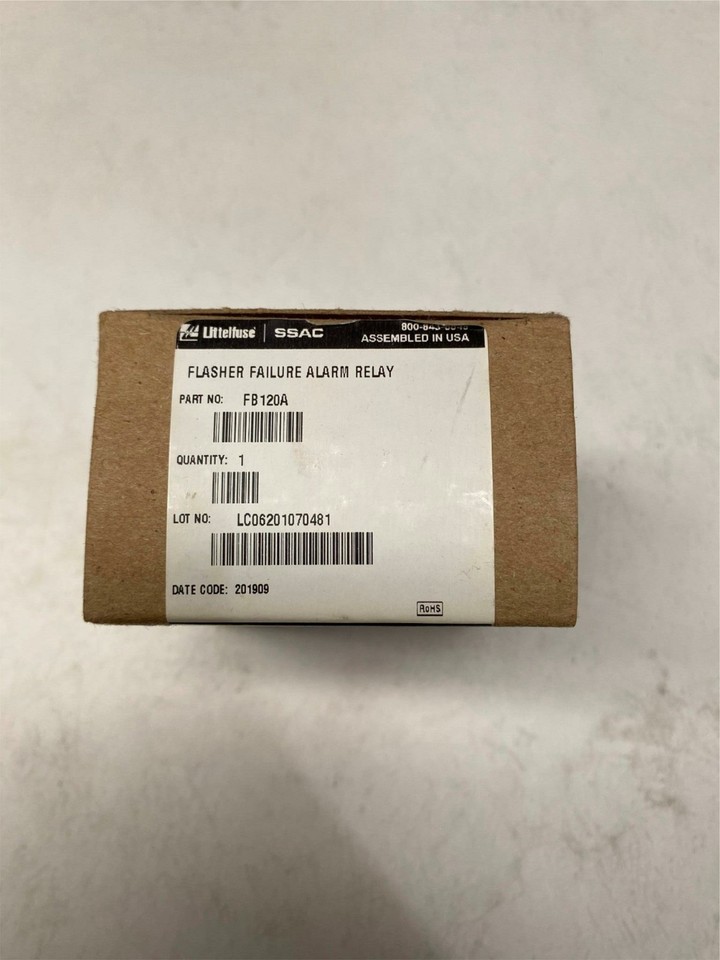 Littelfuse® | SSAC
ASSEMBLED IN USA
FLASHER FAILURE ALARM RELAY
PART NO: FB120A
QUANTITY: 1
LOT NO: LC06201070481
DATE CODE: 201909
RoHS